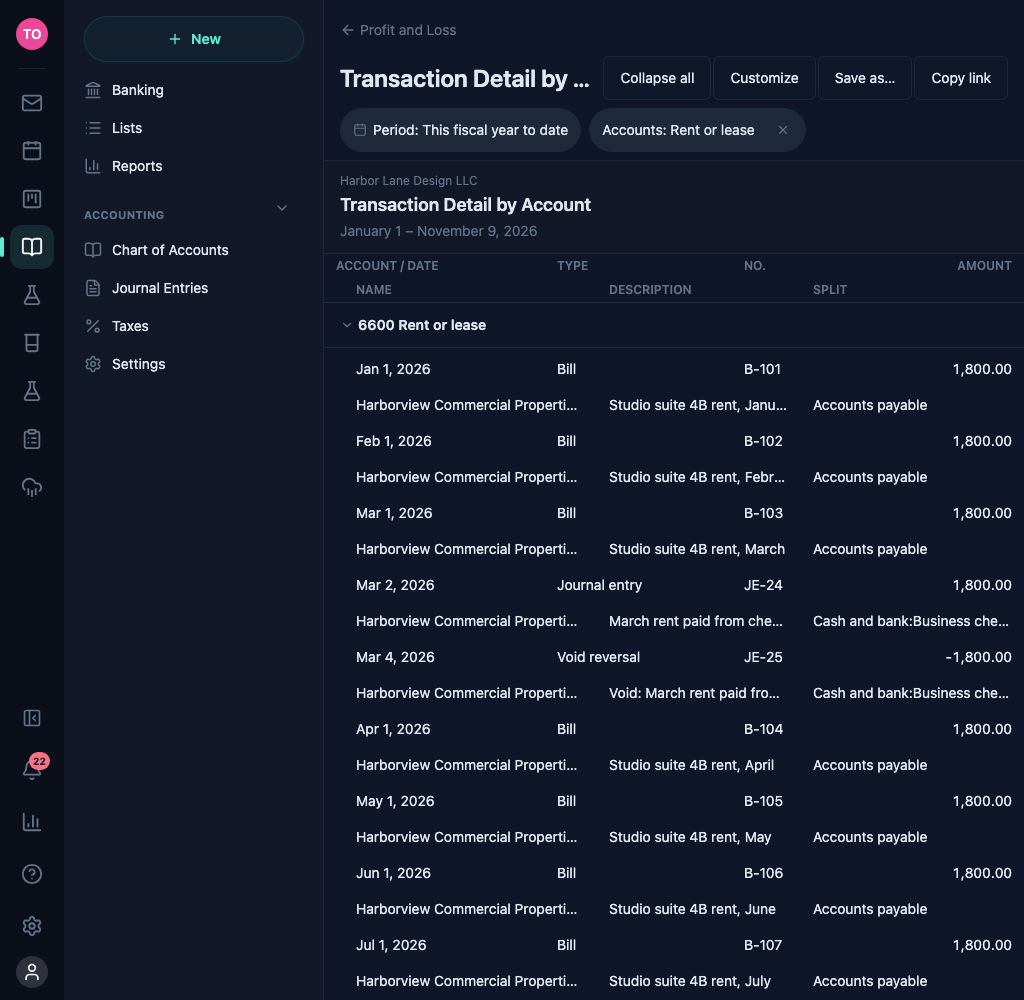 TO
New
Banking
Lists
Reports
ACCOUNTING
Chart of Accounts
Journal Entries
Taxes
Settings
22
Profit and Loss
Transaction Detail by ...
Collapse all
Customize
Save as...
Copy link
Period: This fiscal year to date
Accounts: Rent or lease
Harbor Lane Design LLC
Transaction Detail by Account
January 1 – November 9, 2026
ACCOUNT / DATE TYPE NO. AMOUNT
NAME DESCRIPTION SPLIT
6600 Rent or lease
Jan 1, 2026 Bill B-101 1,800.00
Harborview Commercial Properti... Studio suite 4B rent, Janu... Accounts payable
Feb 1, 2026 Bill B-102 1,800.00
Harborview Commercial Properti... Studio suite 4B rent, Febr... Accounts payable
Mar 1, 2026 Bill B-103 1,800.00
Harborview Commercial Properti... Studio suite 4B rent, March Accounts payable
Mar 2, 2026 Journal entry JE-24 1,800.00
Harborview Commercial Properti... March rent paid from che... Cash and bank:Business che...
Mar 4, 2026 Void reversal JE-25 -1,800.00
Harborview Commercial Properti... Void: March rent paid fro... Cash and bank:Business che...
Apr 1, 2026 Bill B-104 1,800.00
Harborview Commercial Properti... Studio suite 4B rent, April Accounts payable
May 1, 2026 Bill B-105 1,800.00
Harborview Commercial Properti... Studio suite 4B rent, May Accounts payable
Jun 1, 2026 Bill B-106 1,800.00
Harborview Commercial Properti... Studio suite 4B rent, June Accounts payable
Jul 1, 2026 Bill B-107 1,800.00
Harborview Commercial Properti... Studio suite 4B rent, July Accounts payable